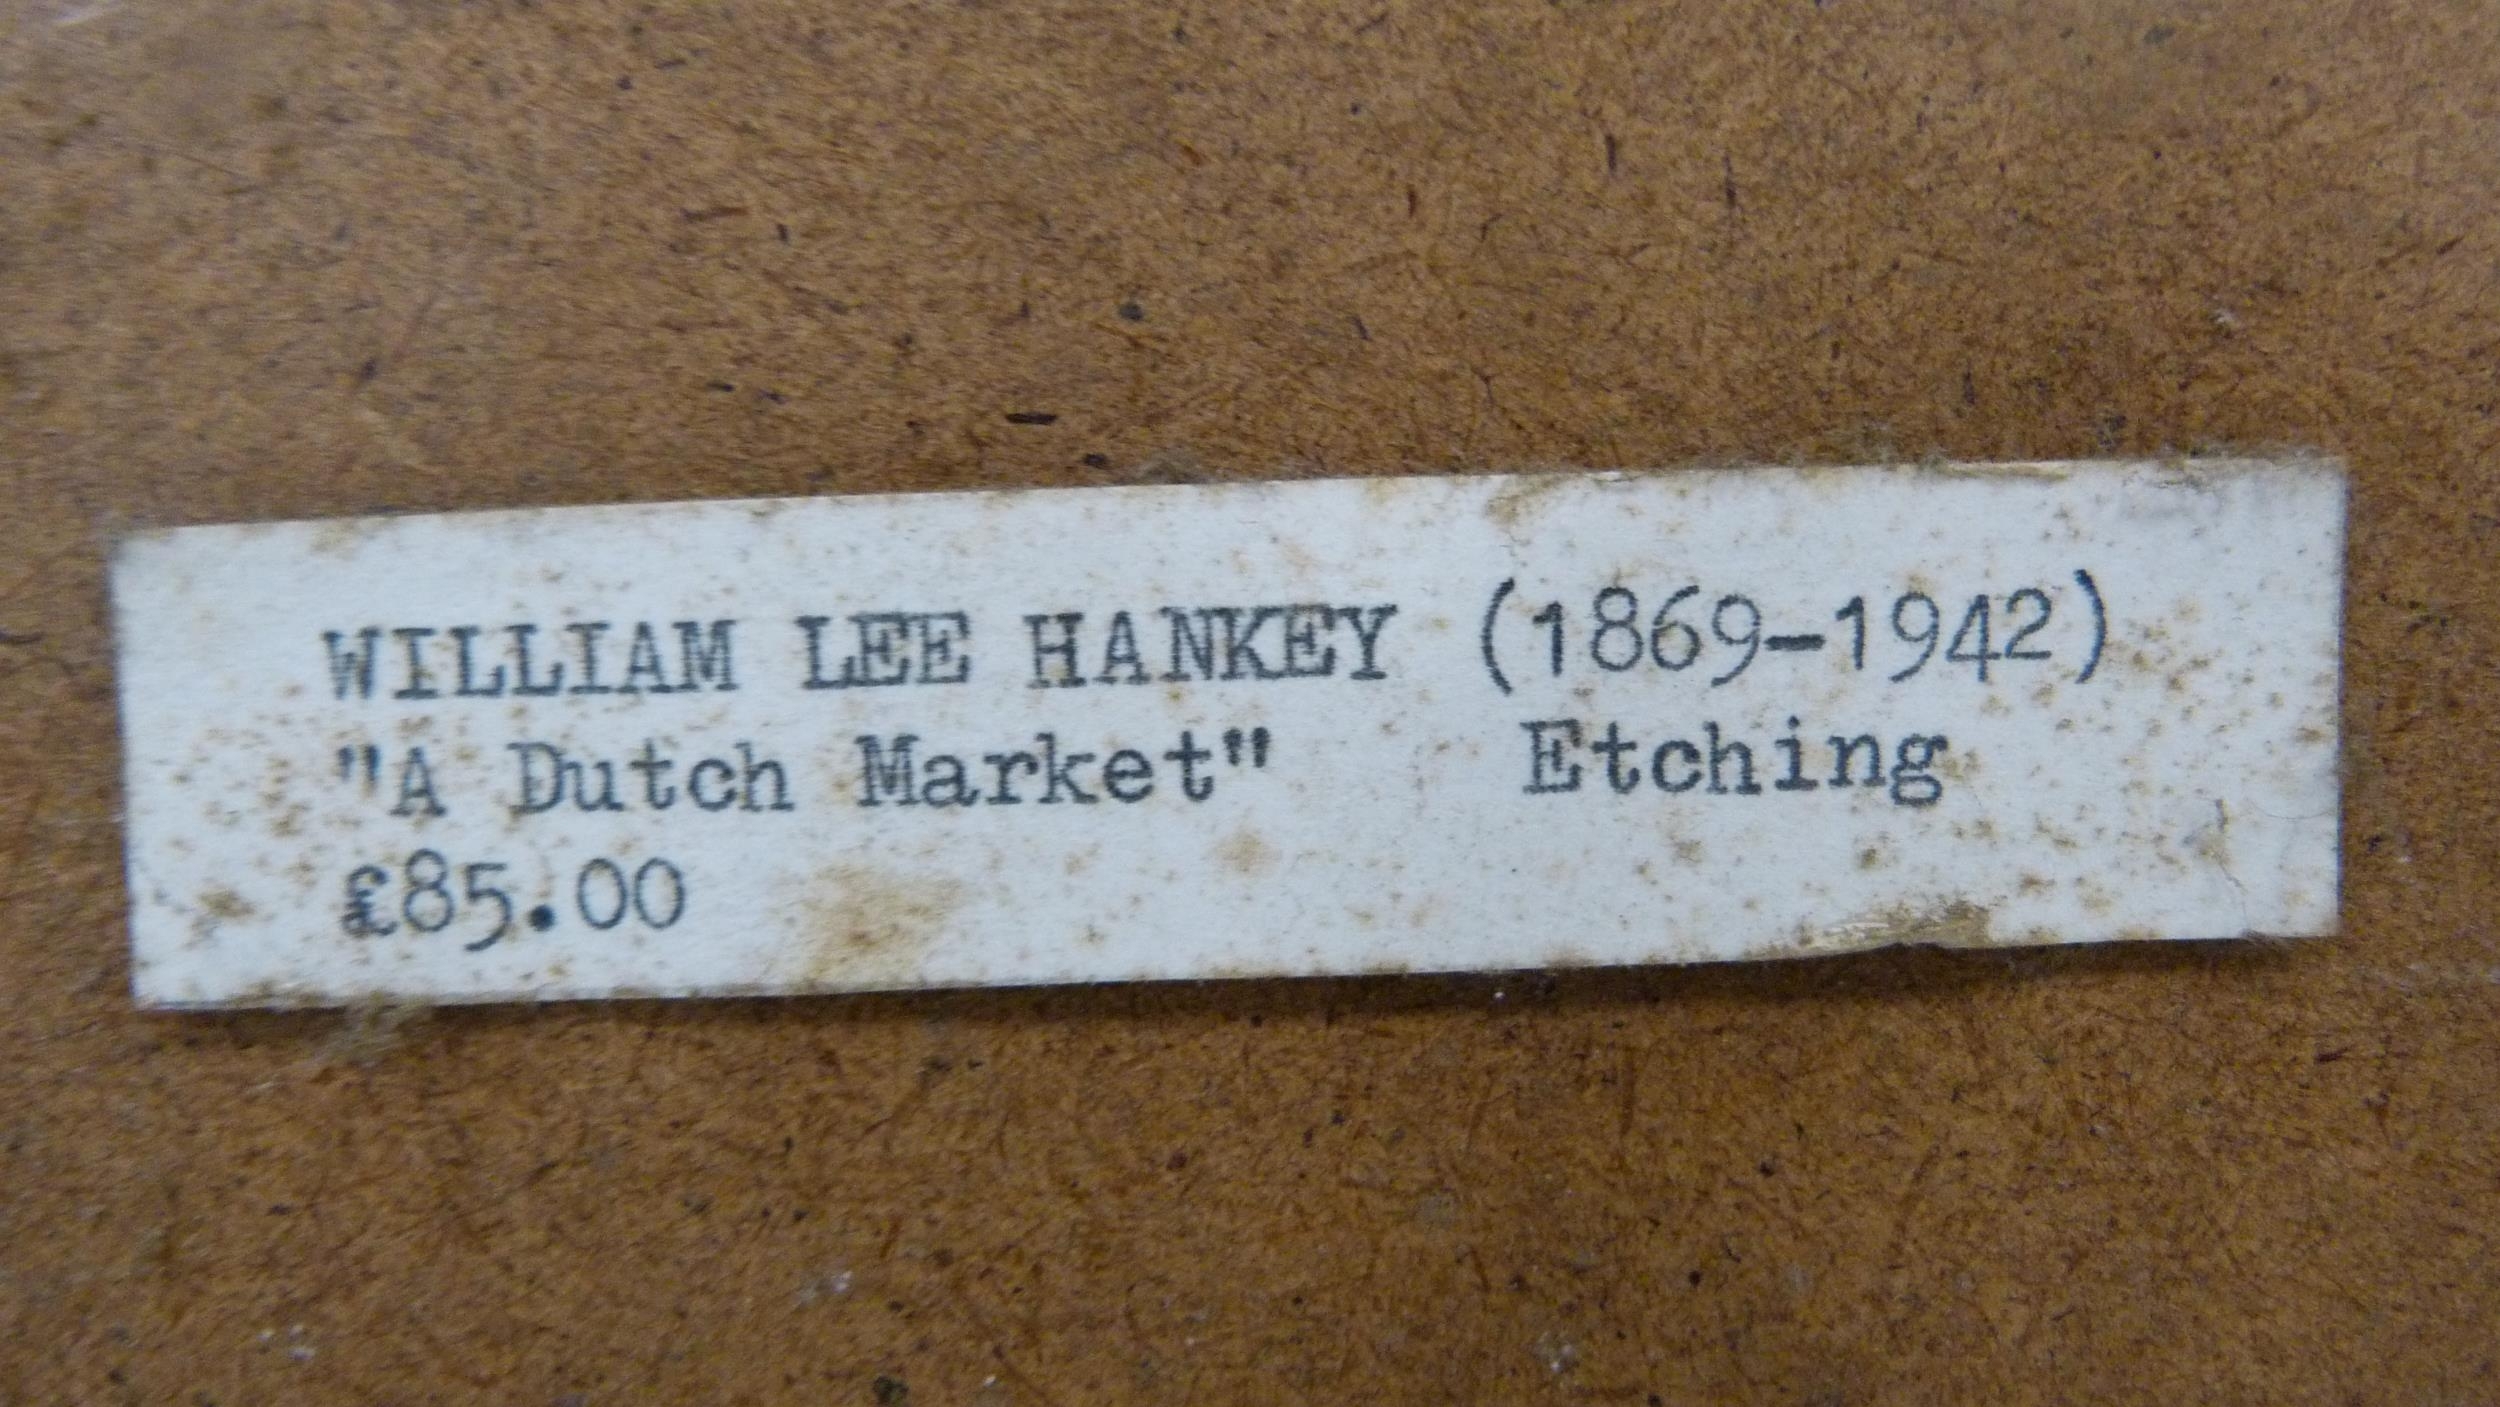 WILLIAM LEE HANKEY (1869-1942)
"A Dutch Market" Etching
£85.00